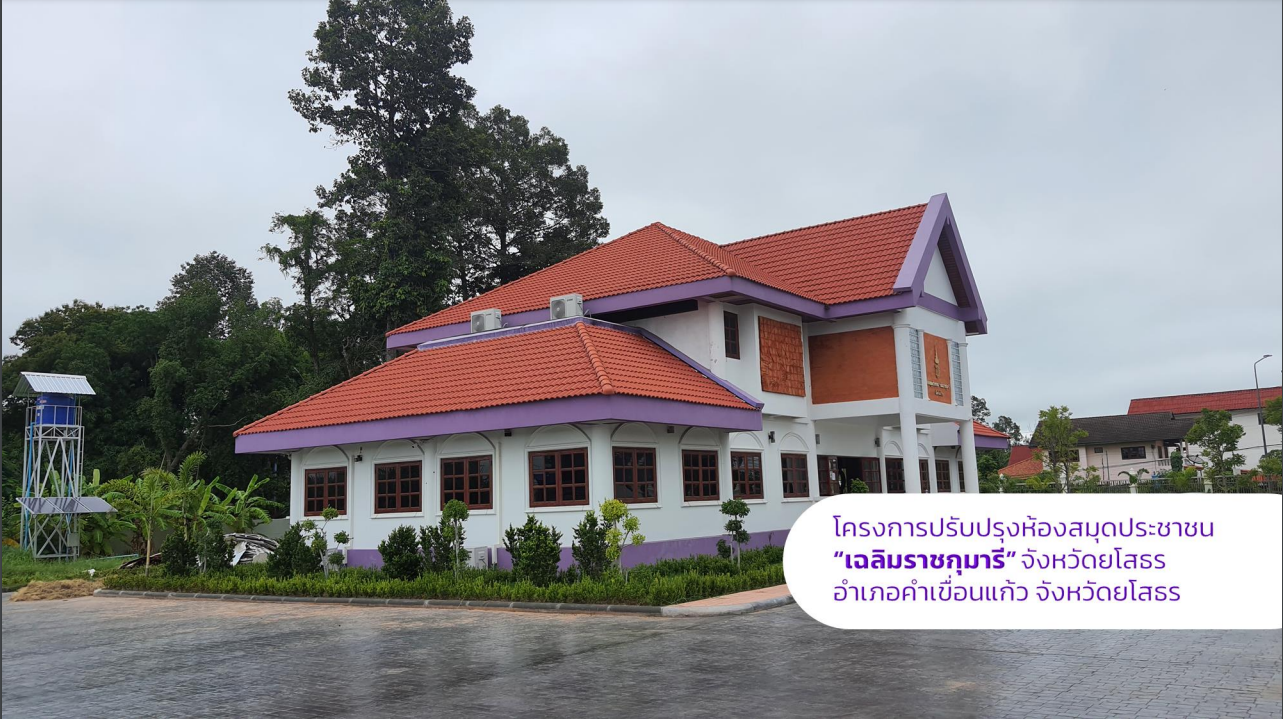 โครงการปรับปรุงห้องสมุดประชาชน
“เฉลิมราชกุมารี” จังหวัดยโสธร
อำเภอคำเขื่อนแก้ว จังหวัดยโสธร